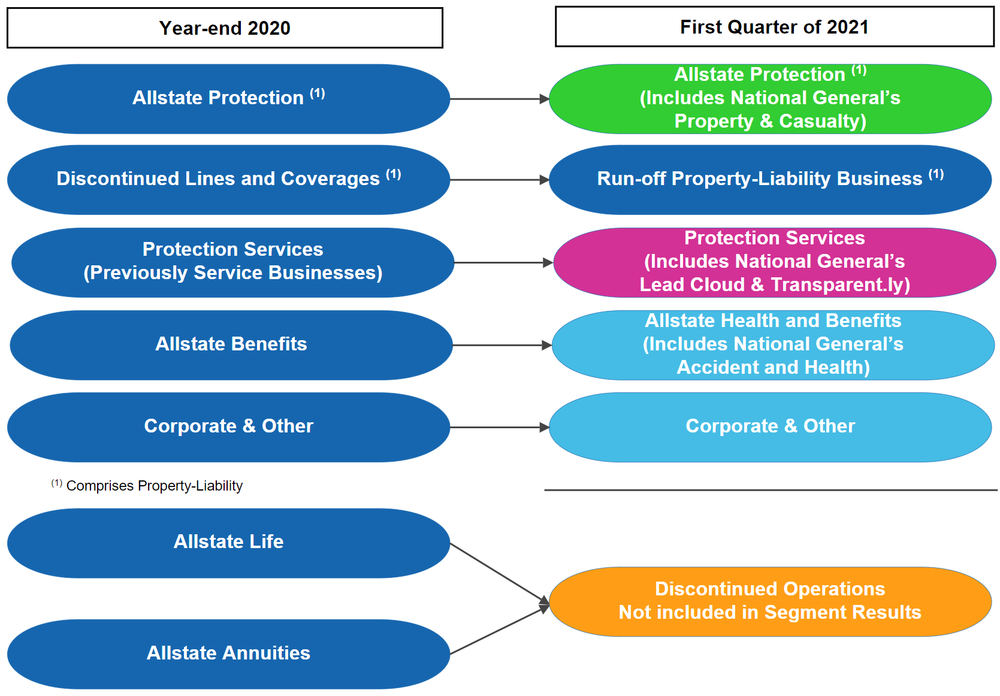 Year-end 2020
First Quarter of 2021
Allstate Protection (1)
Allstate Protection (1)
(Includes National General’s
Property & Casualty)
Discontinued Lines and Coverages (1)
Run-off Property-Liability Business (1)
Protection Services
(Previously Service Businesses)
Protection Services
(Includes National General’s
Lead Cloud & Transparent.ly)
Allstate Benefits
Allstate Health and Benefits
(Includes National General’s
Accident and Health)
Corporate & Other
Corporate & Other
(1) Comprises Property-Liability
Allstate Life
Discontinued Operations
Not included in Segment Results
Allstate Annuities